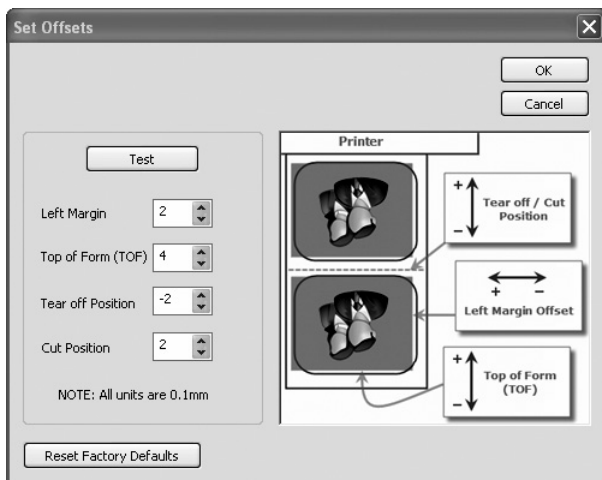 Set Offsets
OK
Cancel
Test
Left Margin 2
Top of Form (TOF) 4
Tear off Position -2
Cut Position 2
NOTE: All units are 0.1mm
Reset Factory Defaults
Printer
+
−
Tear off / Cut
Position
+ −
Left Margin Offset
+
−
Top of Form
(TOF)